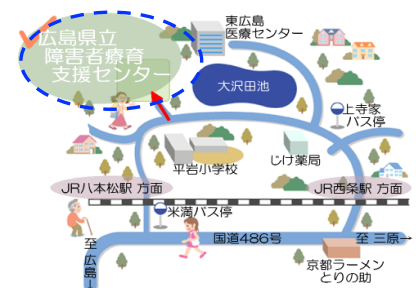 広島県立
障害者療育
支援センター
東広島
医療センター
大沢田池
上寺家
バス停
平岩小学校
じけ薬局
JR八本松駅 方面
JR西条駅 方面
米満バス停
国道486号
至 三原→
至広島→
京都ラーメン
とりの助